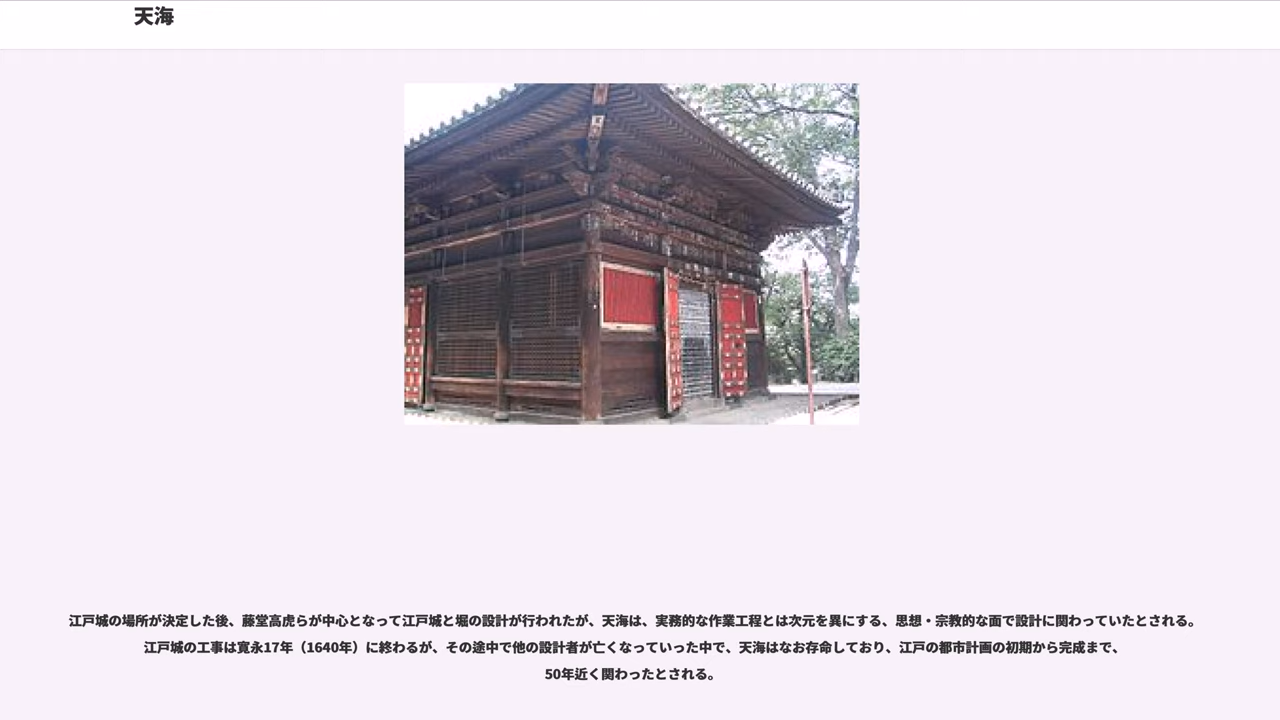 天海
江戸城の場所が決定した後、藤堂高虎らが中心となって江戸城と堀の設計が行われたが、天海は、実務的な作業工程とは次元を異にする、思想・宗教的な面で設計に関わっていたとされる。
江戸城の工事は寛永17年（1640年）に終わるが、その途中で他の設計者が亡くなっていった中で、天海はなお存命しており、江戸の都市計画の初期から完成まで、
50年近く関わったとされる。